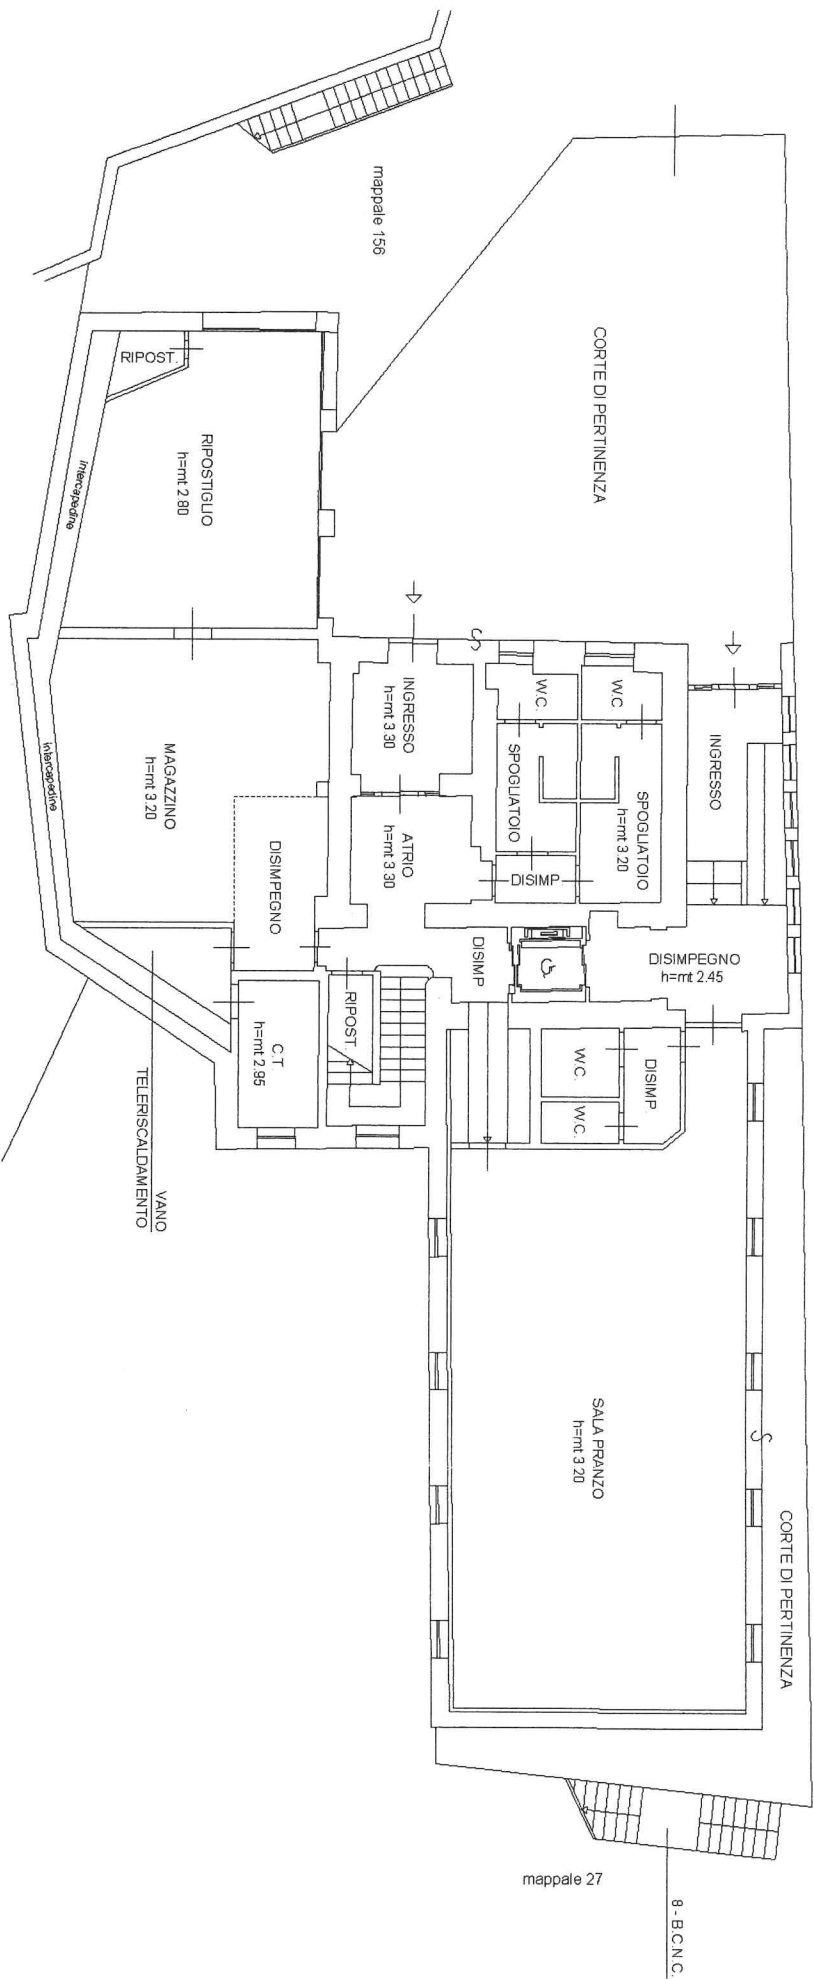 mappale 156
CORTE DI PERTINENZA
RIPOST.
RIPOSTIGLIO
h=mt 2.80
intercapedine
INGRESSO
h=mt 3.30
W.C.
W.C.
INGRESSO
MAGAZZINO
h=mt 3.20
intercapedine
ATRIO
h=mt 3.30
SPOGLIATOIO
SPOGLIATOIO
h=mt 3.20
DISIMPEGNO
DISIMP
DISIMP
DISIMPEGNO
h=mt 2.45
RIPOST.
C.T.
h=mt 2.95
W.C.
W.C.
DISIMP.
VANO
TELERISCALDAMENTO
SALA PRANZO
h=mt 3.20
CORTE DI PERTINENZA
mappale 27
8 - B.C.N.C.